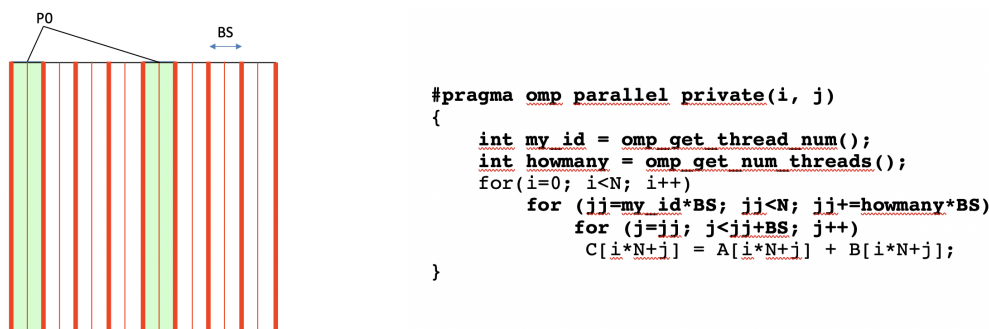 P0
BS
#pragma omp parallel private(i, j)
{
int my_id = omp_get_thread_num();
int howmany = omp_get_num_threads();
for(i=0; i<N; i++)
for (jj=my_id*BS; jj<N; jj+=howmany*BS)
for (j=jj; j<jj+BS; j++)
C[i*N+j] = A[i*N+j] + B[i*N+j];
}